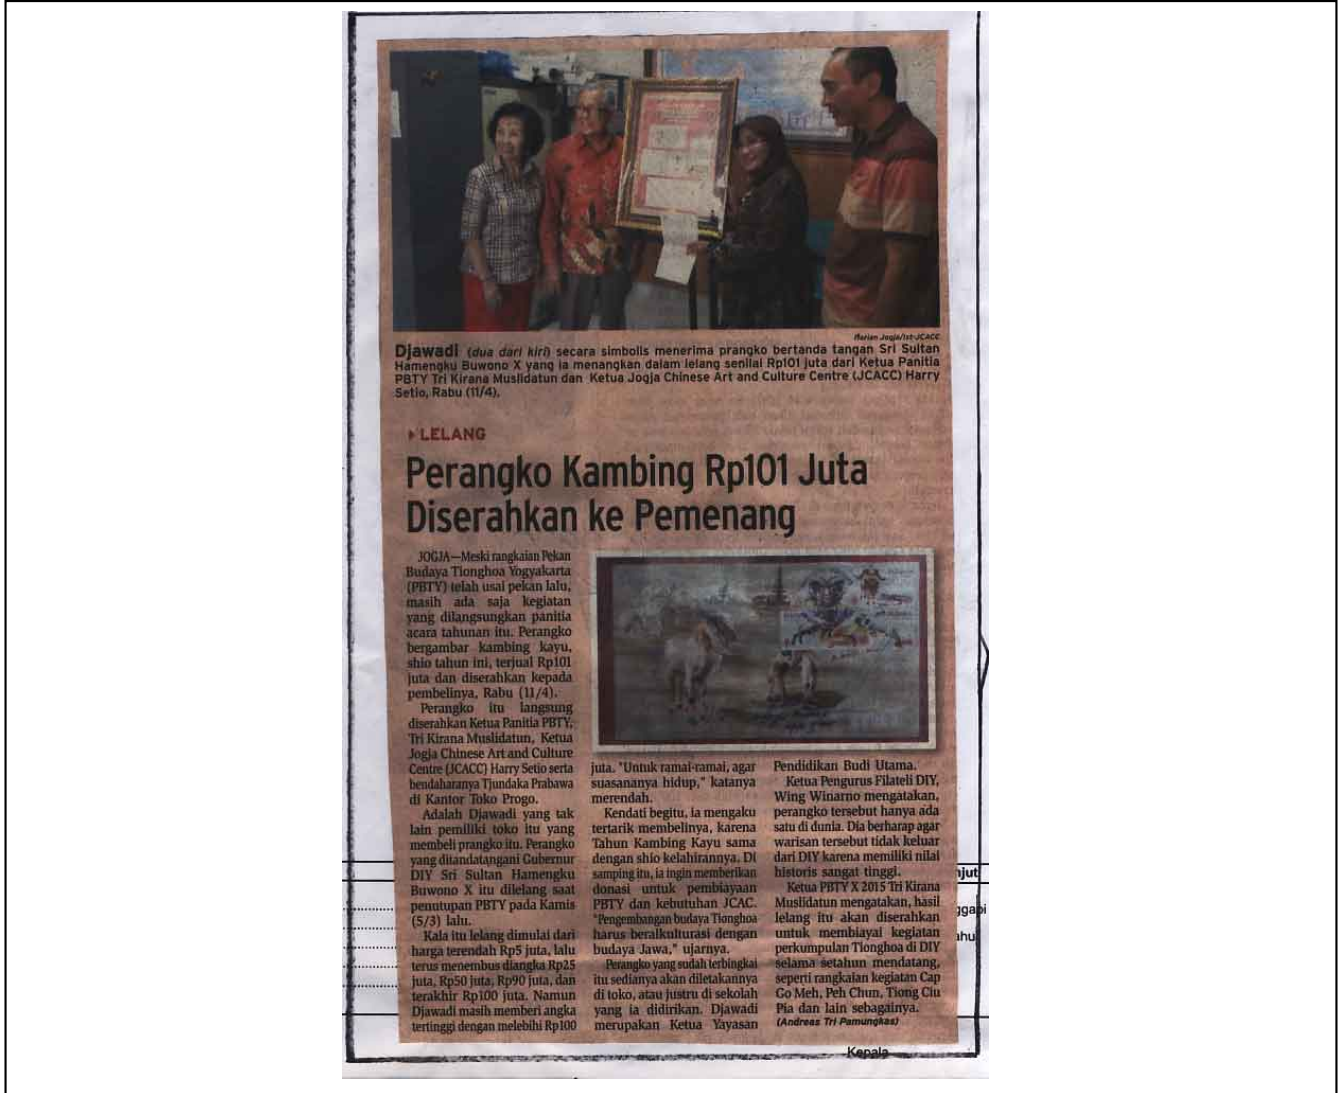 Harian Jogja/Ist-JCACC
Djawadi (dua dari kiri) secara simbolis menerima prangko bertanda tangan Sri Sultan
Hamengku Buwono X yang ia menangkan dalam lelang senilai Rp101 juta dari Ketua Panitia
PBTY Tri Kirana Muslidatun dan Ketua Jogja Chinese Art and Culture Centre (JCACC) Harry
Setio, Rabu (11/4).
LELANG
Perangko Kambing Rp101 Juta
Diserahkan ke Pemenang
JOGJA—Meski rangkaian Pekan
Budaya Tionghoa Yogyakarta
(PBTY) telah usai pekan lalu,
masih ada saja kegiatan
yang dilangsungkan panitia
acara tahunan itu. Perangko
bergambar kambing kayu,
shio tahun ini, terjual Rp101
juta dan diserahkan kepada
pembelinya, Rabu (11/4).
Perangko itu langsung
diserahkan Ketua Panitia PBTY,
Tri Kirana Muslidatun, Ketua
Jogja Chinese Art and Culture
Centre (JCACC) Harry Setio serta
bendaharanya Tjundaka Prabawa
di Kantor Toko Progo.
Adalah Djawadi yang tak
lain pemiliki toko itu yang
membeli prangko itu. Perangko
yang ditandatangani Gubernur
DIY Sri Sultan Hamengku
Buwono X itu dilelang saat
penutupan PBTY pada Kamis
(5/3) lalu.
Kala itu lelang dimulai dari
harga terendah Rp5 juta, lalu
terus menembus diangka Rp25
juta, Rp50 juta, Rp90 juta, dan
terakhir Rp100 juta. Namun
Djawadi masih memberi angka
tertinggi dengan melebihi Rp100
juta. "Untuk ramai-ramai, agar
suasananya hidup," katanya
merendah.
Kendati begitu, ia mengaku
tertarik membelinya, karena
Tahun Kambing Kayu sama
dengan shio kelahirannya. Di
samping itu, ia ingin memberikan
donasi untuk pembiayaan
PBTY dan kebutuhan JCAC.
"Pengembangan budaya Tionghoa
harus beralkulturasi dengan
budaya Jawa," ujarnya.
Perangko yang sudah terbingkai
itu sedianya akan diletakannya
di toko, atau justru di sekolah
yang ia didirikan. Djawadi
merupakan Ketua Yayasan
Pendidikan Budi Utama.
Ketua Pengurus Filateli DIY,
Wing Winarno mengatakan,
perangko tersebut hanya ada
satu di dunia. Dia berharap agar
warisan tersebut tidak keluar
dari DIY karena memiliki nilai
historis sangat tinggi.
Ketua PBTY X 2015 Tri Kirana
Muslidatun mengatakan, hasil
lelang itu akan diserahkan
untuk membiayai kegiatan
perkumpulan Tionghoa di DIY
selama setahun mendatang,
seperti rangkaian kegiatan Cap
Go Meh, Peh Chun, Tiong Ciu
Pia dan lain sebagainya.
(Andreas Tri Pamungkas)
njut
nggapi
ahui
Kepala